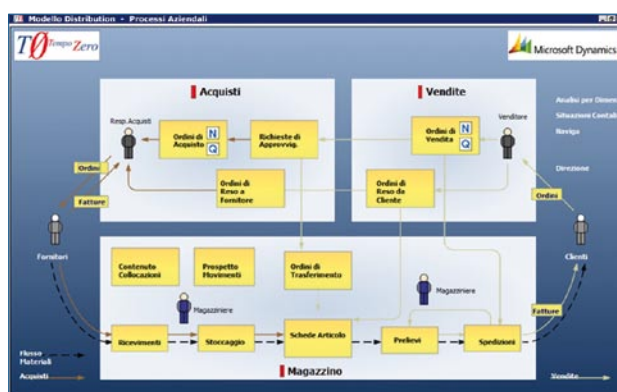 Modello Distribution - Processi Aziendali
TØ Tempo Zero
Microsoft Dynamics
Acquisti
Vendite
Analisi per Dimen
Situazioni Contab
Naviga
Direzione
Resp. Acquisti
Ordini di
Acquisto
N
Q
Richieste di
Approvvig.
Ordini di
Vendita
N
Q
Venditore
Ordini
Fatture
Ordini di
Reso a
Fornitore
Ordini di
Reso da
Cliente
Ordini
Fornitori
Clienti
Contenuto
Collocazioni
Prospetto
Movimenti
Ordini di
Trasferimento
Magazziniere
Magazziniere
Fatture
Ricevimenti
Stoccaggio
Schede Articolo
Prelievi
Spedizioni
Flusso
Materiali
Acquisti
Magazzino
Vendite